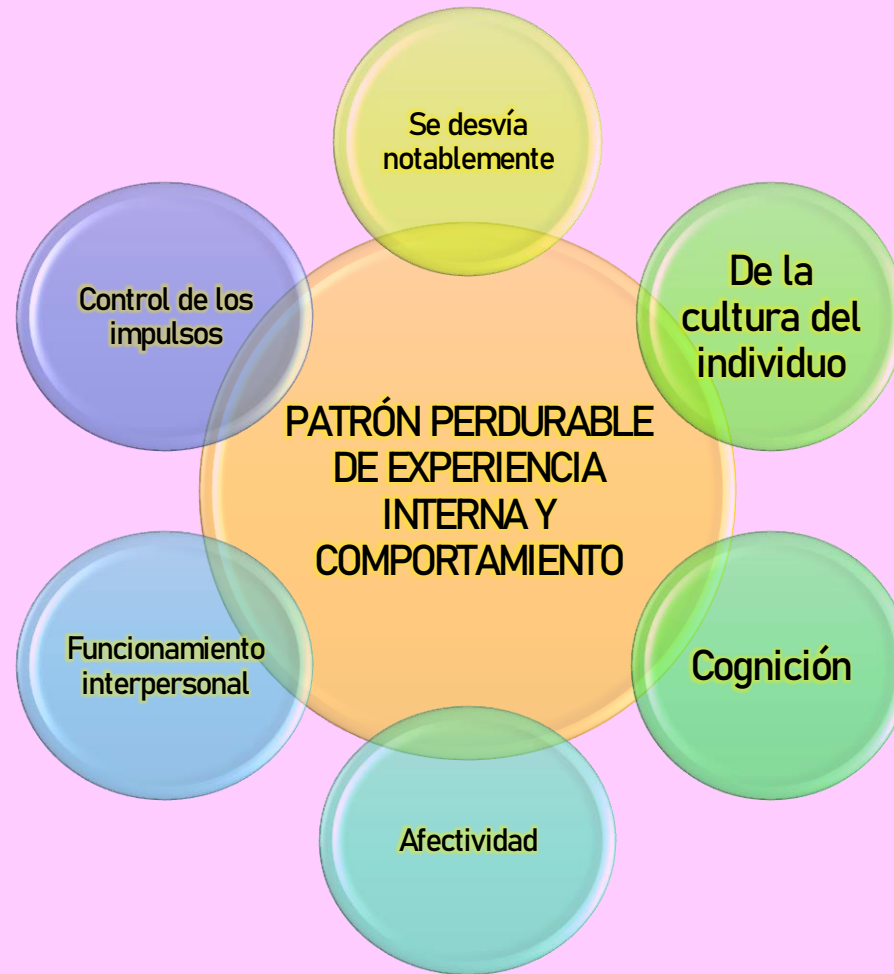 Se desvía
notablemente
De la
cultura del
individuo
Cognición
Afectividad
Funcionamiento
interpersonal
Control de los
impulsos
PATRÓN PERDURABLE
DE EXPERIENCIA
INTERNA Y
COMPORTAMIENTO